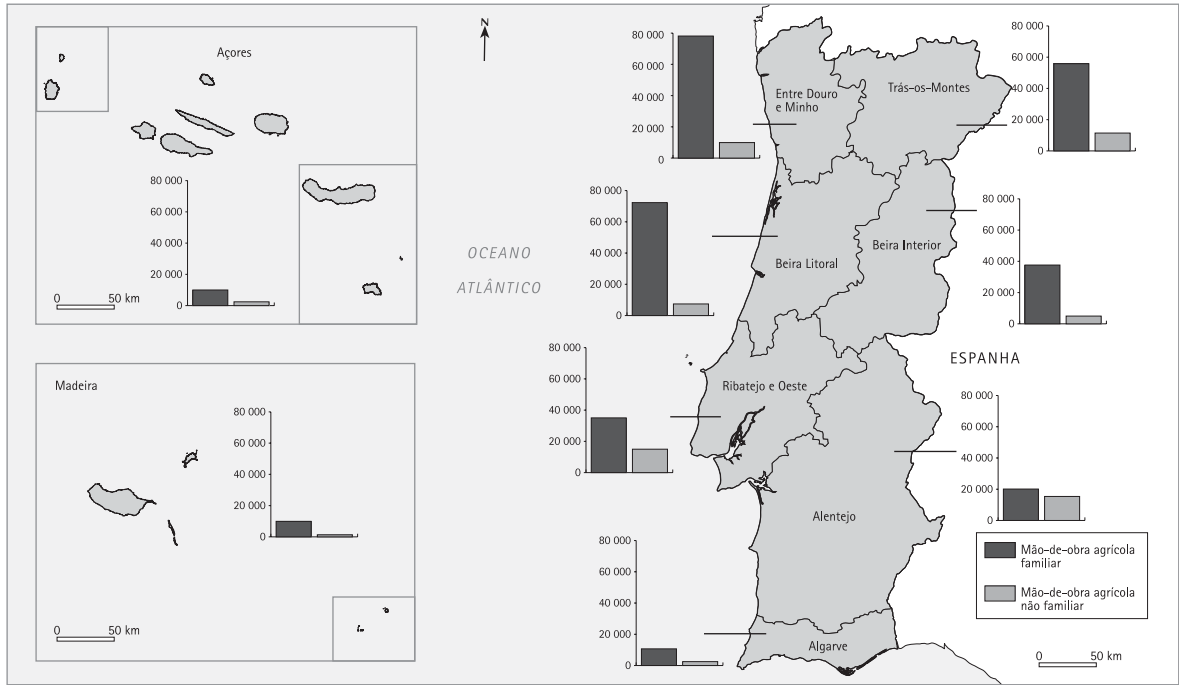 Açores
80 000
60 000
40 000
20 000
0
0 50 km
Madeira
80 000
60 000
40 000
20 000
0
0 50 km
N
OCEANO
ATLÂNTICO
80 000
60 000
40 000
20 000
0
Entre Douro
e Minho
Trás-os-Montes
80 000
60 000
40 000
20 000
0
80 000
60 000
40 000
20 000
0
Beira Litoral
Beira Interior
80 000
60 000
40 000
20 000
0
80 000
60 000
40 000
20 000
0
Ribatejo e Oeste
ESPANHA
80 000
60 000
40 000
20 000
0
Alentejo
80 000
60 000
40 000
20 000
0
Algarve
Mão-de-obra agrícola
familiar
Mão-de-obra agrícola
não familiar
0 50 km